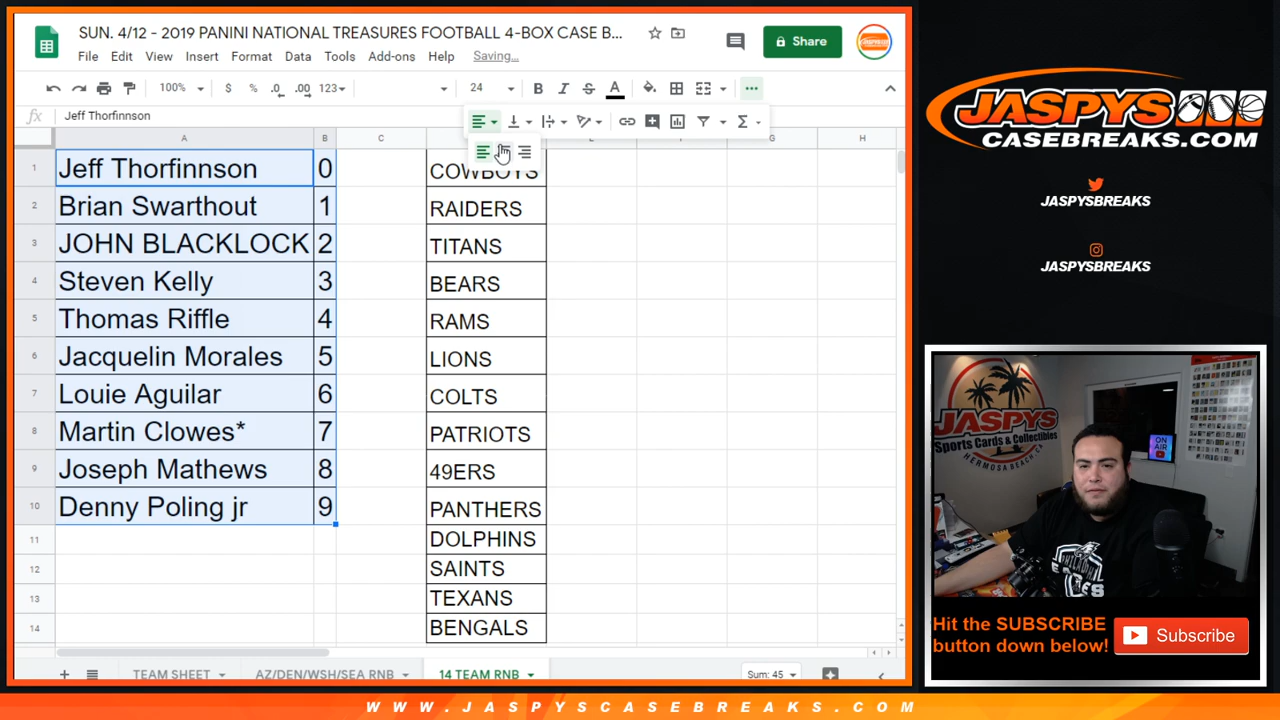 SUN. 4/12 - 2019 PANINI NATIONAL TREASURES FOOTBALL 4-BOX CASE B...
Share
File Edit View Insert Format Data Tools Add-ons Help Saving...
100% $ % .0 .00 123 24 B I S A
fx Jeff Thorfinnson
A B C H
1 Jeff Thorfinnson 0 COWBOYS
2 Brian Swarthout 1 RAIDERS
3 JOHN BLACKLOCK 2 TITANS
4 Steven Kelly 3 BEARS
5 Thomas Riffle 4 RAMS
6 Jacquelin Morales 5 LIONS
7 Louie Aguilar 6 COLTS
8 Martin Clowes* 7 PATRIOTS
9 Joseph Mathews 8 49ERS
10 Denny Poling jr 9 PANTHERS
11 DOLPHINS
12 SAINTS
13 TEXANS
14 BENGALS
TEAM SHEET AZ/DEN/WSH/SEA RNB 14 TEAM RNB Sum: 45
JASPYS
CASEBREAKS.COM
JASPYSBREAKS
JASPYSBREAKS
JASPYS
Sports Cards & Collectibles
HERMOSA BEACH, CA
ON AIR
PHILADELPHIA
Hit the SUBSCRIBE
button down below!
Subscribe
WWW.JASPYSCASEBREAKS.COM